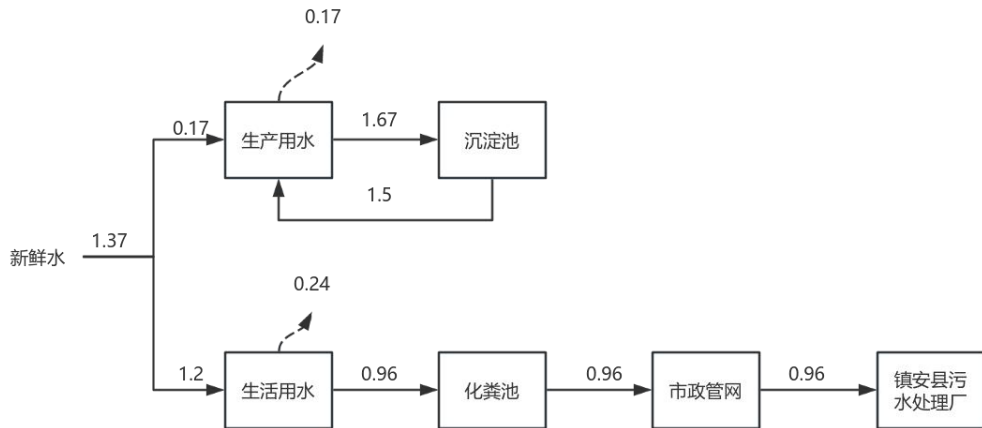 0.17
0.17
生产用水
1.67
沉淀池
1.5
新鲜水
1.37
0.24
1.2
生活用水
0.96
化粪池
0.96
市政管网
0.96
镇安县污
水处理厂